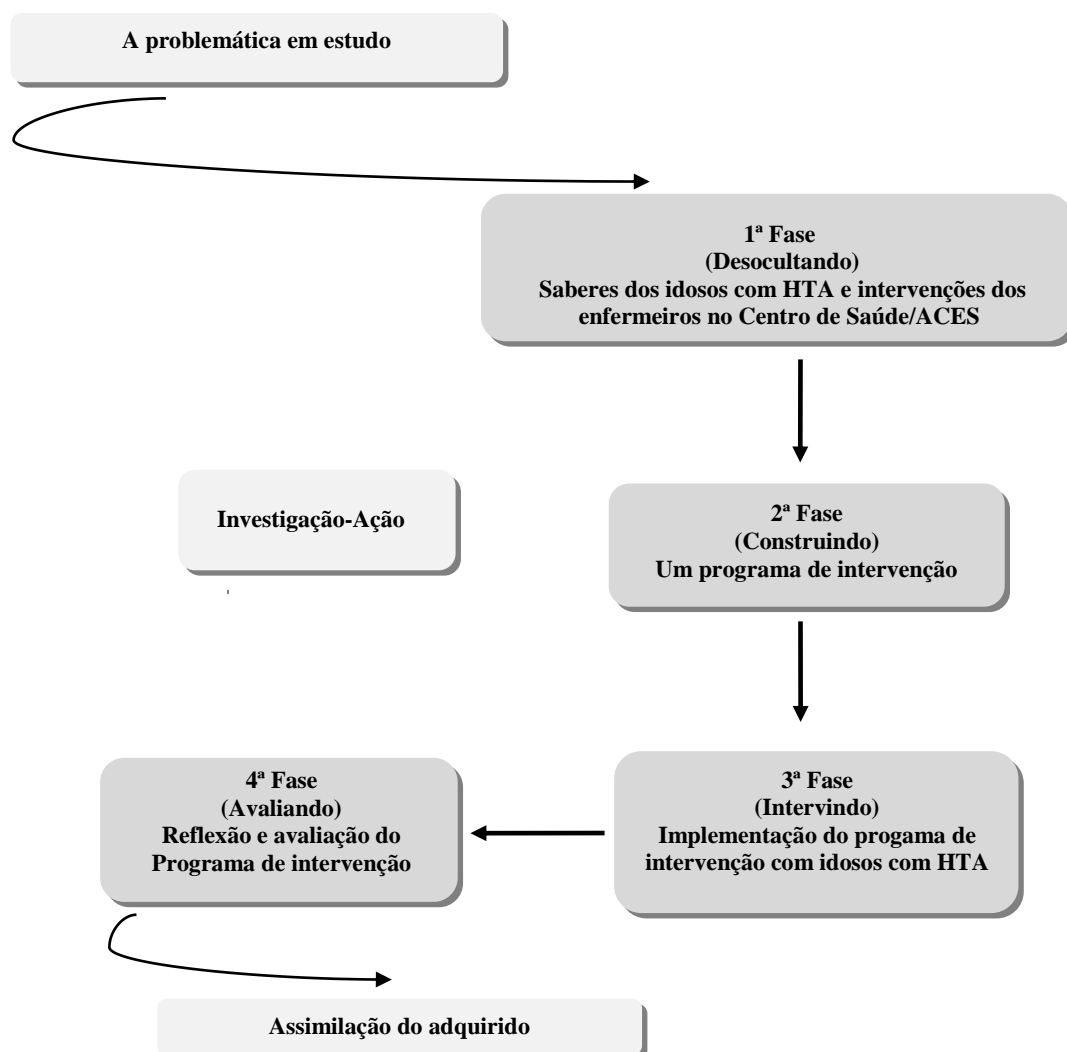 A problemática em estudo
1ª Fase
(Desocultando)
Saberes dos idosos com HTA e intervenções dos
enfermeiros no Centro de Saúde/ACES
Investigação-Ação
2ª Fase
(Construindo)
Um programa de intervenção
3ª Fase
(Intervindo)
Implementação do progama de
intervenção com idosos com HTA
4ª Fase
(Avaliando)
Reflexão e avaliação do
Programa de intervenção
Assimilação do adquirido